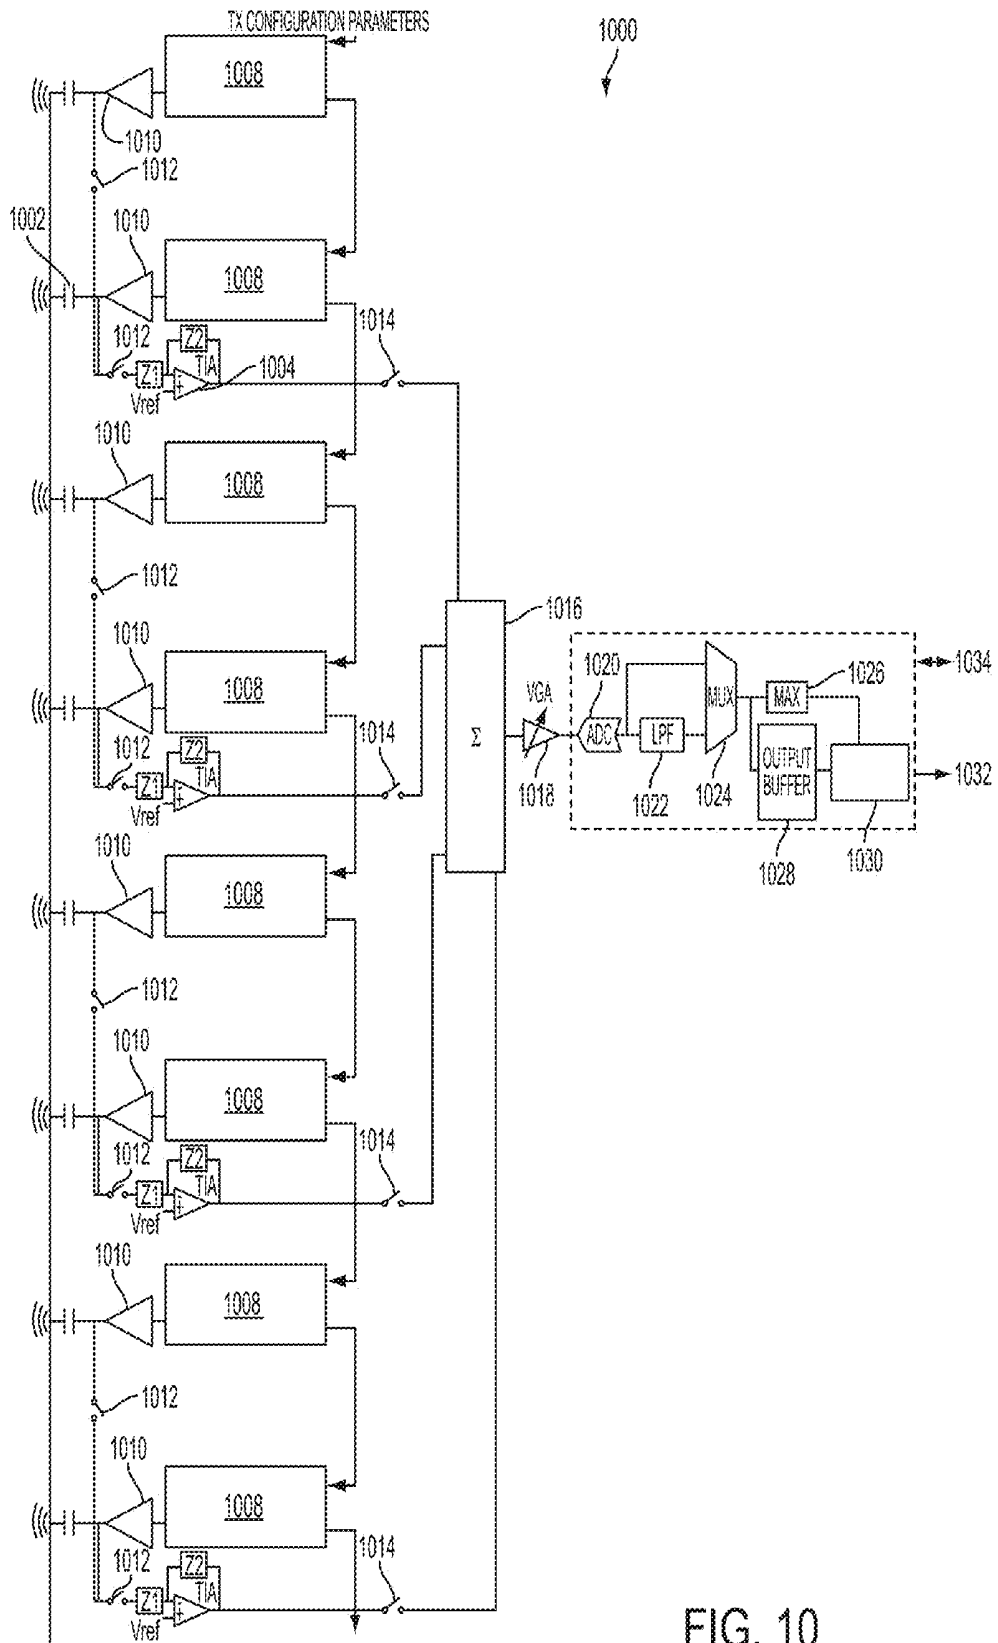 TX CONFIGURATION PARAMETERS
1000
1008
1010
1012
1002
1010
1008
1012
Z1
Z2
TIA
1004
Vref
1014
1010
1008
1012
1010
1008
1012
Z1
Z2
TIA
Vref
1014
1016
Σ
VGA
1018
1020
ADC
LPF
1022
MUX
1024
MAX
1026
OUTPUT
BUFFER
1028
1030
1034
1032
1010
1008
1012
1010
1008
1012
Z1
Z2
TIA
Vref
1014
1010
1008
1012
1010
1008
1012
Z1
Z2
TIA
Vref
1014
FIG. 10